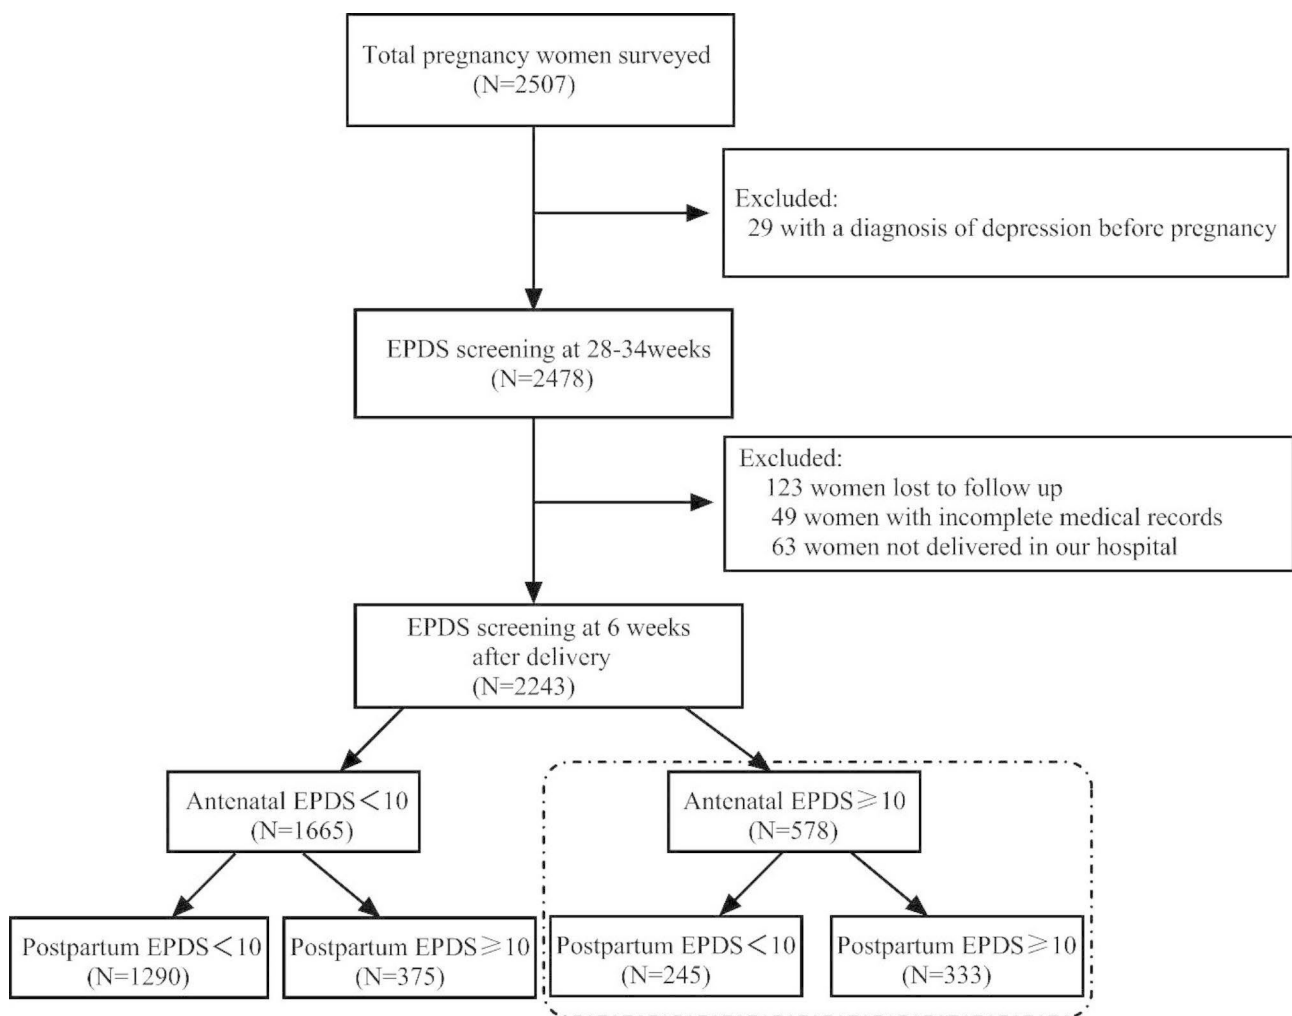 Total pregnancy women surveyed
(N=2507)
Excluded:
29 with a diagnosis of depression before pregnancy
EPDS screening at 28-34weeks
(N=2478)
Excluded:
123 women lost to follow up
49 women with incomplete medical records
63 women not delivered in our hospital
EPDS screening at 6 weeks
after delivery
(N=2243)
Antenatal EPDS<10
(N=1665)
Antenatal EPDS≥10
(N=578)
Postpartum EPDS<10
(N=1290)
Postpartum EPDS≥10
(N=375)
Postpartum EPDS<10
(N=245)
Postpartum EPDS≥10
(N=333)